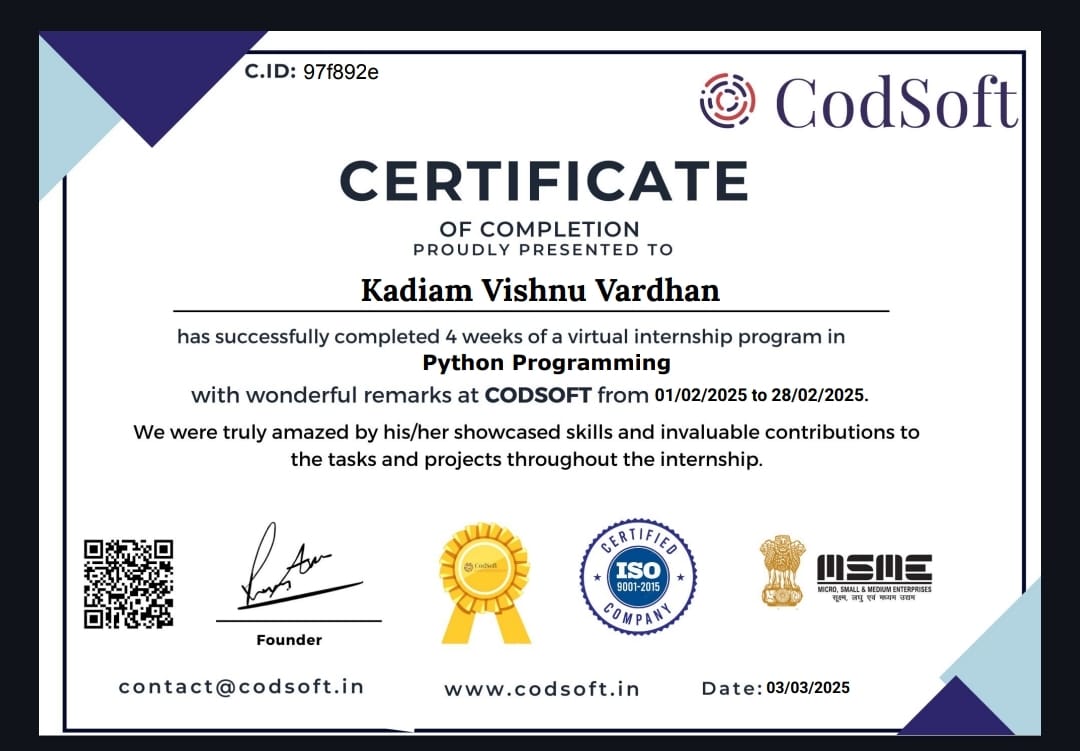 C.ID: 97f892e
CodSoft
CERTIFICATE
OF COMPLETION
PROUDLY PRESENTED TO
Kadiam Vishnu Vardhan
has successfully completed 4 weeks of a virtual internship program in
Python Programming
with wonderful remarks at CODSOFT from 01/02/2025 to 28/02/2025.
We were truly amazed by his/her showcased skills and invaluable contributions to
the tasks and projects throughout the internship.
Founder
CodSoft
CERTIFIED
ISO
9001-2015
COMPANY
MSME
MICRO, SMALL & MEDIUM ENTERPRISES
सूक्ष्म, लघु एवं मध्यम उद्यम
contact@codsoft.in
www.codsoft.in
Date: 03/03/2025